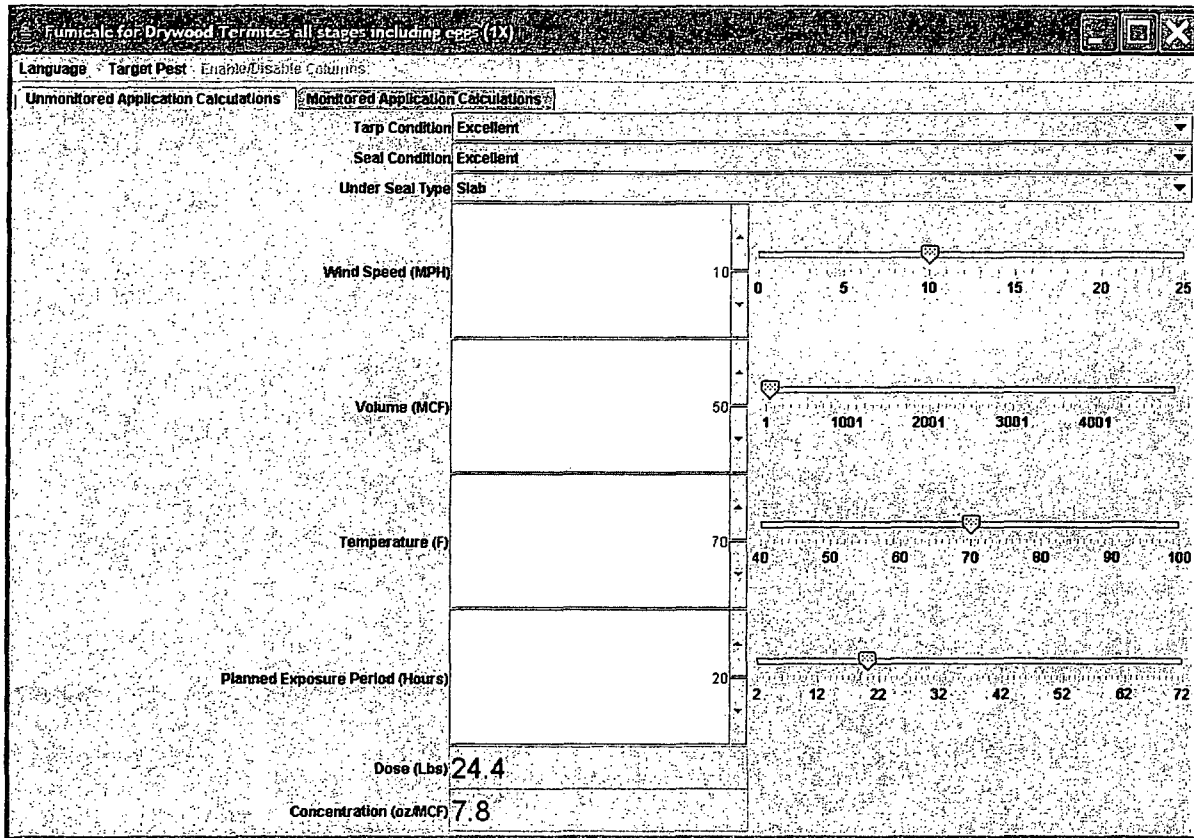 Fumicalc for Drywood Termites all stages including eggs (1X)
Language Target Pest Enable/Disable Columns
Unmonitored Application Calculations Monitored Application Calculations
Tarp Condition Excellent
Seal Condition Excellent
Under Seal Type Slab
Wind Speed (MPH) 10
0 5 10 15 20 25
Volume (MCF) 50
1 1001 2001 3001 4001
Temperature (F) 70
40 50 60 70 80 90 100
Planned Exposure Period (Hours) 20
2 12 22 32 42 52 62 72
Dose (Lbs) 24.4
Concentration (oz/MCF) 7.8